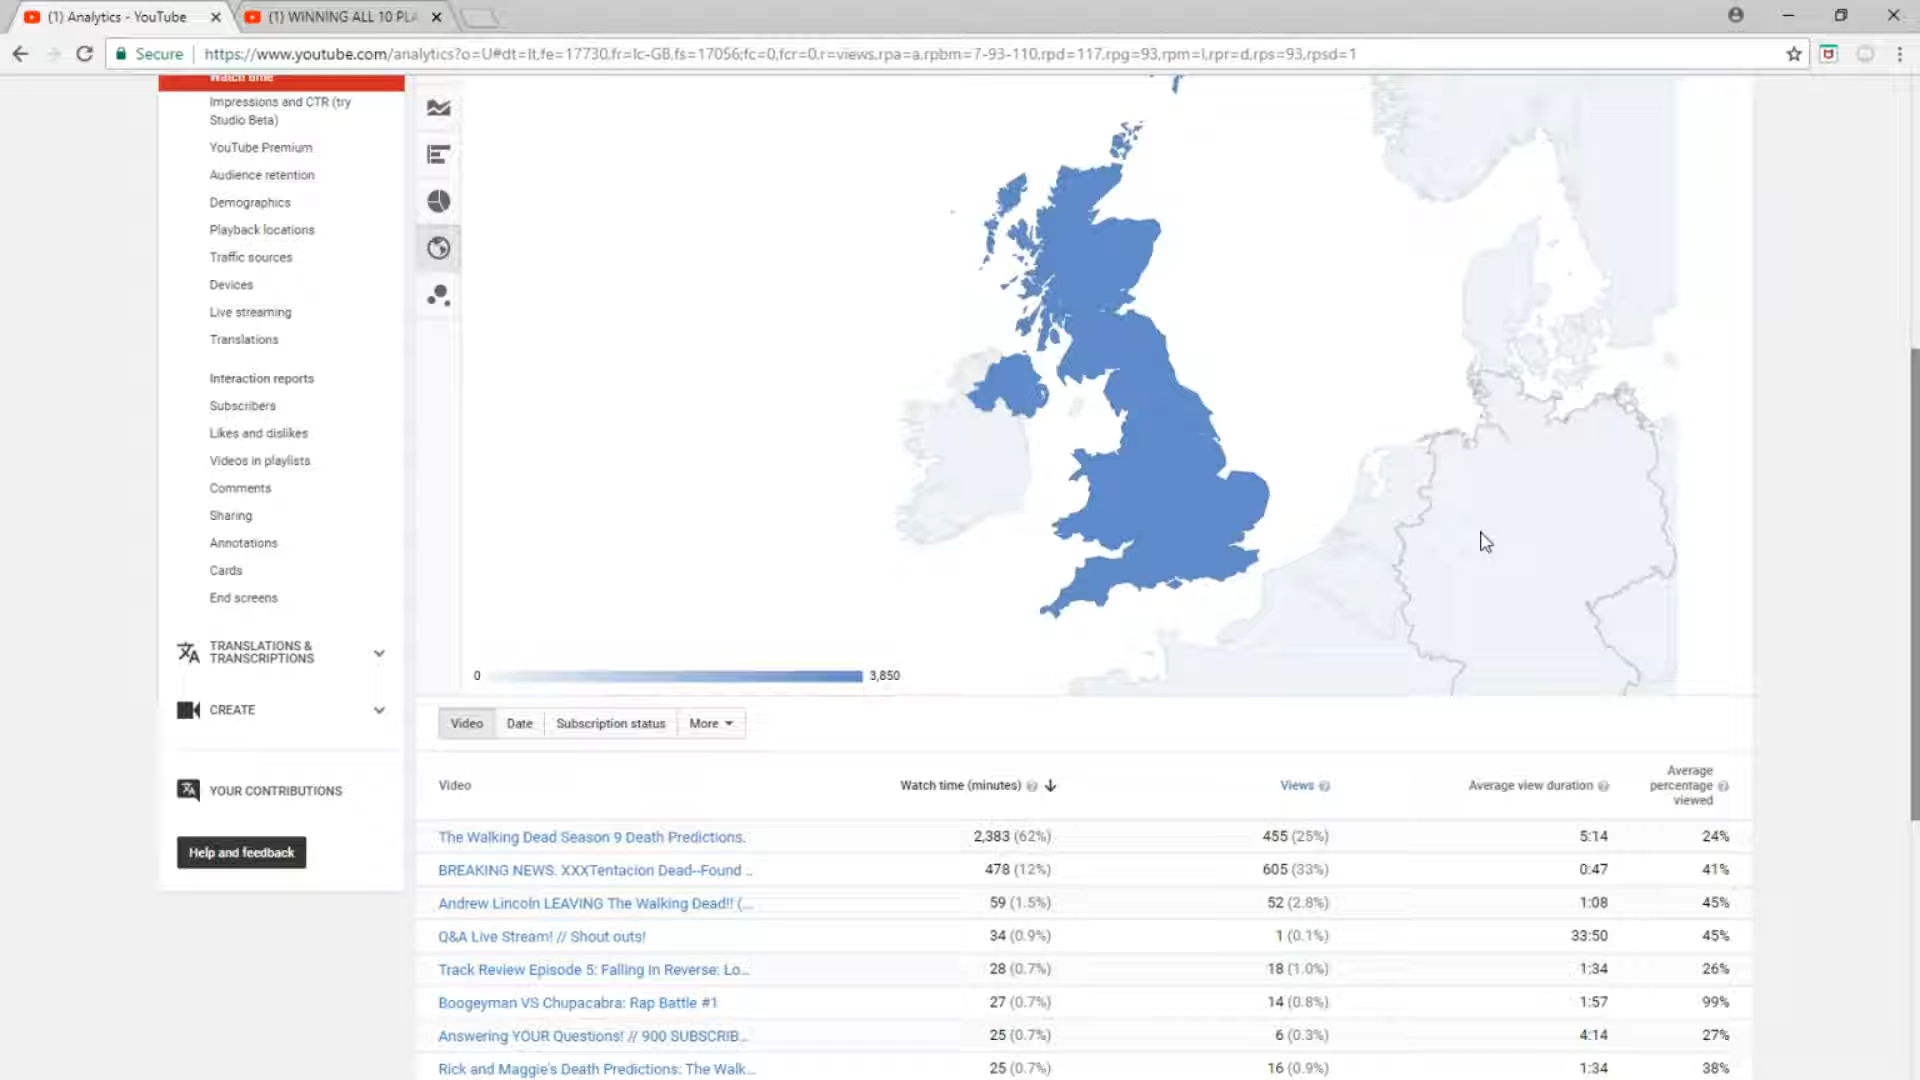 (1) Analytics - YouTube
(1) WINNING ALL 10 PLA
Secure https://www.youtube.com/analytics?o=U#dt=lt,fe=17730,fr=lc-GB,fs=17056;fc=0,fcr=0,r=views,rpa=a,rpbm=7-93-110,rpd=117,rpg=93,rpm=l,rpr=d,rps=93,rpsd=1
Watch time
Impressions and CTR (try
Studio Beta)
YouTube Premium
Audience retention
Demographics
Playback locations
Traffic sources
Devices
Live streaming
Translations
Interaction reports
Subscribers
Likes and dislikes
Videos in playlists
Comments
Sharing
Annotations
Cards
End screens
TRANSLATIONS &
TRANSCRIPTIONS
CREATE
YOUR CONTRIBUTIONS
Help and feedback
0 3,850
Video Date Subscription status More
Video Watch time (minutes) Views Average view duration Average percentage viewed
The Walking Dead Season 9 Death Predictions. 2,383 (62%) 455 (25%) 5:14 24%
BREAKING NEWS. XXXTentacion Dead--Found ... 478 (12%) 605 (33%) 0:47 41%
Andrew Lincoln LEAVING The Walking Dead!! (... 59 (1.5%) 52 (2.8%) 1:08 45%
Q&A Live Stream! // Shout outs! 34 (0.9%) 1 (0.1%) 33:50 45%
Track Review Episode 5: Falling In Reverse: Lo... 28 (0.7%) 18 (1.0%) 1:34 26%
Boogeyman VS Chupacabra: Rap Battle #1 27 (0.7%) 14 (0.8%) 1:57 99%
Answering YOUR Questions! // 900 SUBSCRIB... 25 (0.7%) 6 (0.3%) 4:14 27%
Rick and Maggie's Death Predictions: The Walk... 25 (0.7%) 16 (0.9%) 1:34 38%